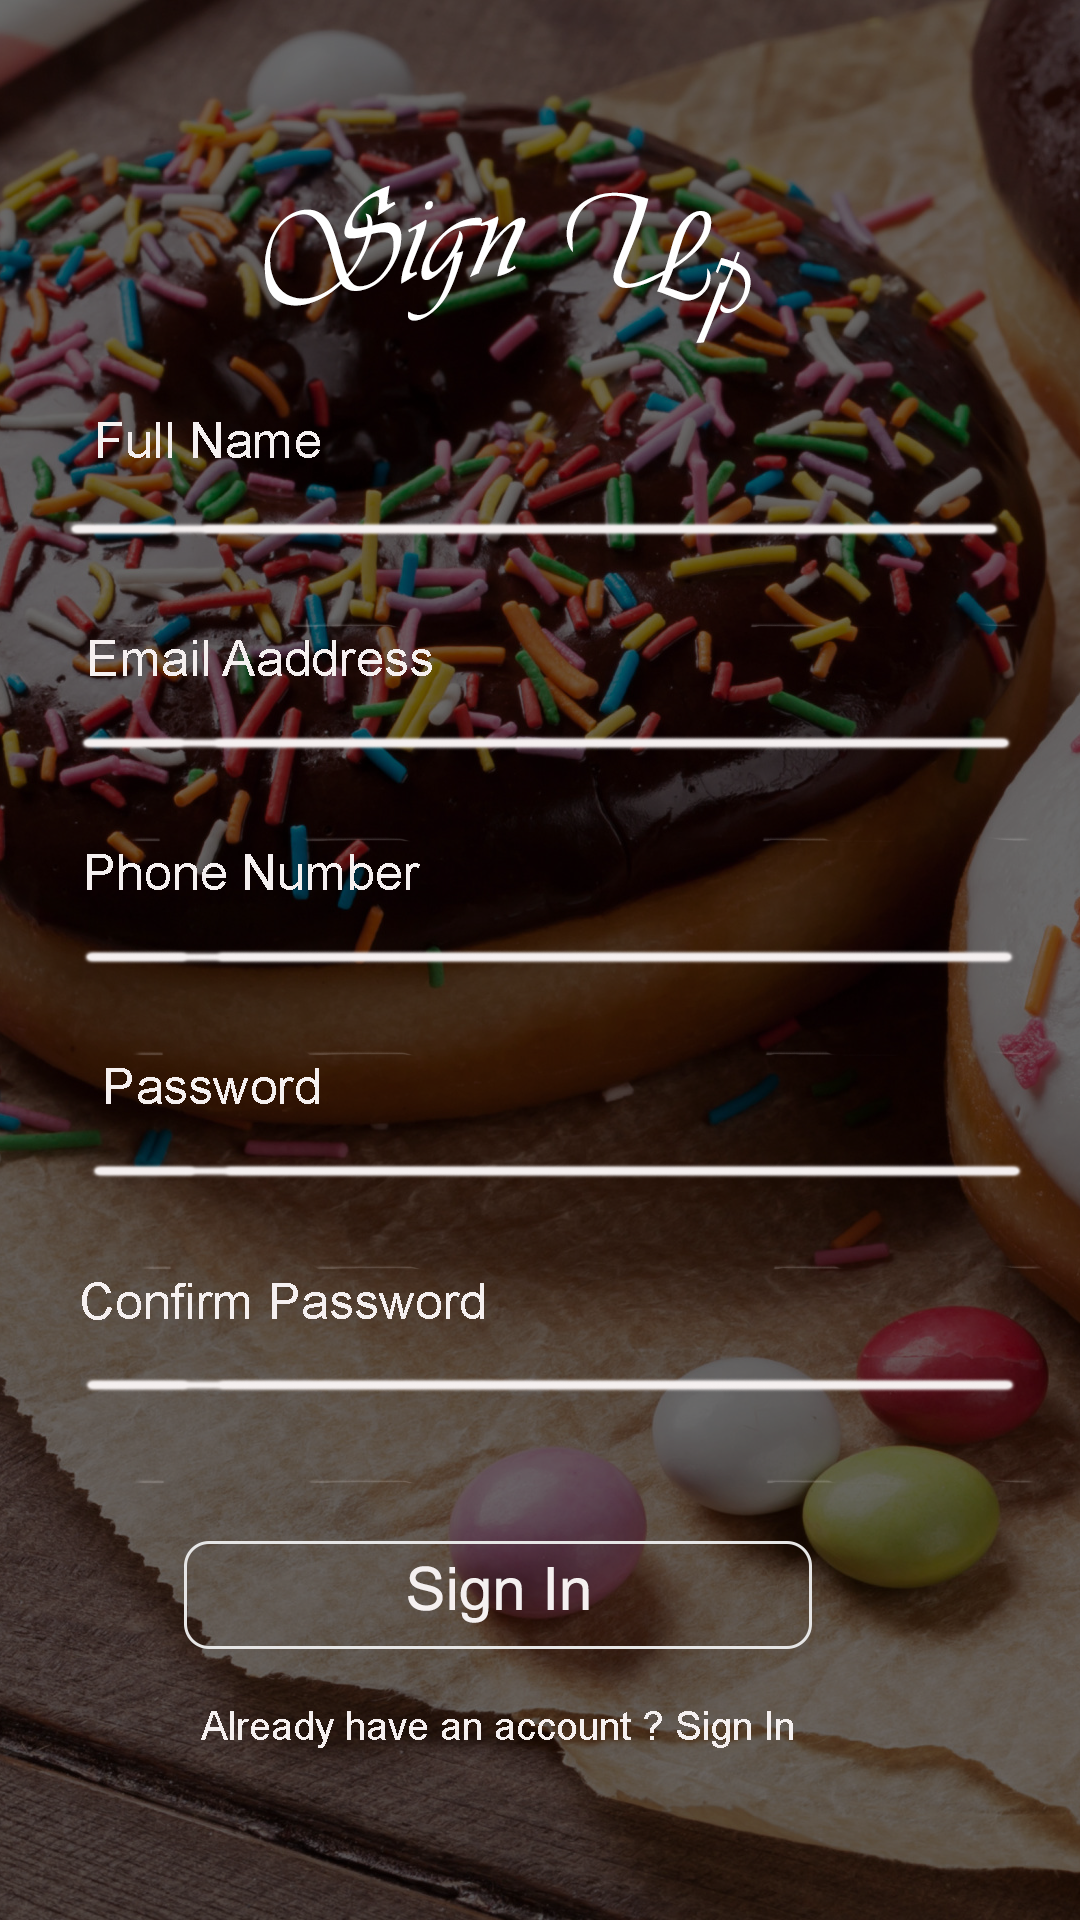 Sign Up
Full Name
Email Aaddress
Phone Number
Password
Confirm Password
Sign In
Already have an account ? Sign In